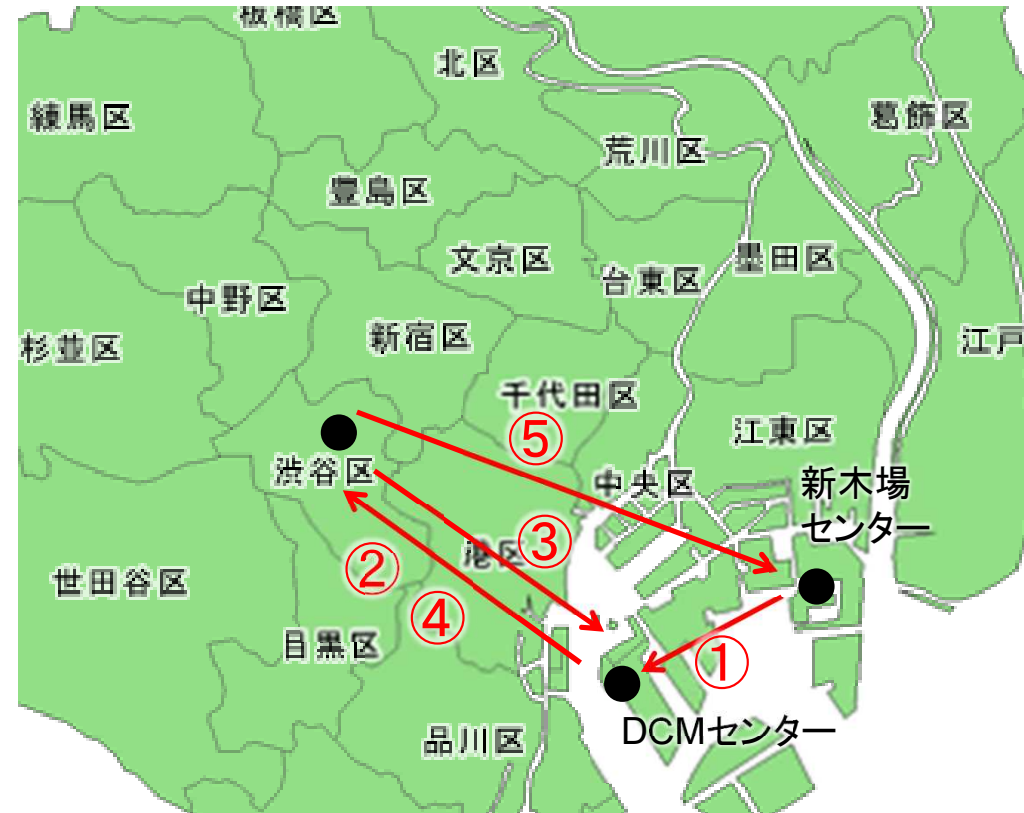 板橋区
北区
練馬区
葛飾区
荒川区
豊島区
文京区
墨田区
台東区
中野区
新宿区
杉並区
江戸
千代田区
江東区
⑤
渋谷区
中央区
新木場
センター
港区
③
②
世田谷区
④
目黒区
①
品川区
DCMセンター